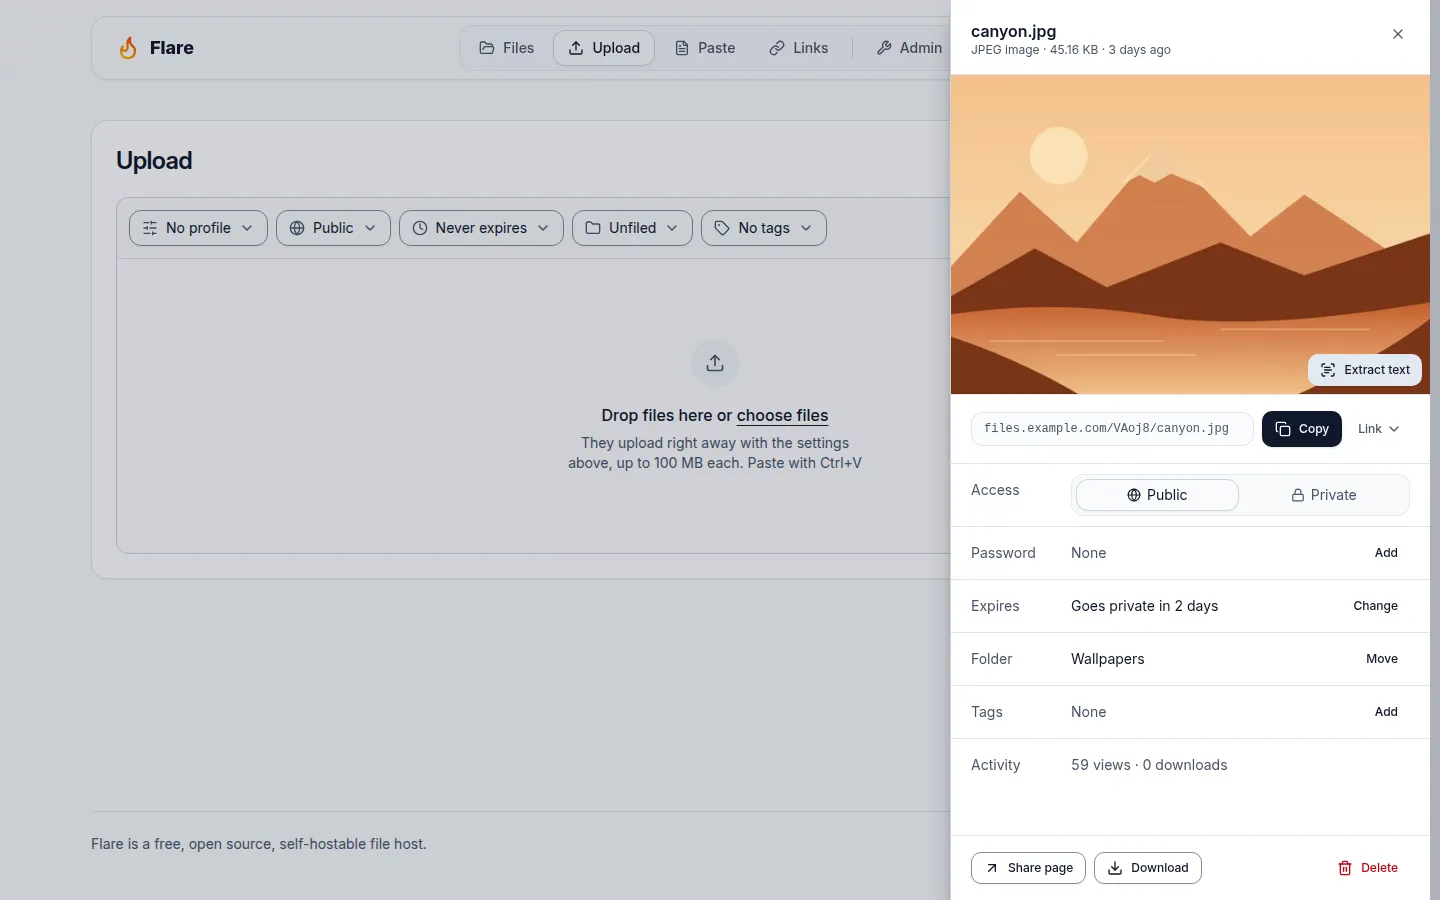 Flare
Files
Upload
Paste
Links
Admin
Upload
No profile
Public
Never expires
Unfiled
No tags
Drop files here or choose files
They upload right away with the settings
above, up to 100 MB each. Paste with Ctrl+V
Flare is a free, open source, self-hostable file host.
canyon.jpg
JPEG image · 45.16 KB · 3 days ago
Extract text
files.example.com/VAoj8/canyon.jpg
Copy
Link
Access
Public
Private
Password
None
Add
Expires
Goes private in 2 days
Change
Folder
Wallpapers
Move
Tags
None
Add
Activity
59 views · 0 downloads
Share page
Download
Delete